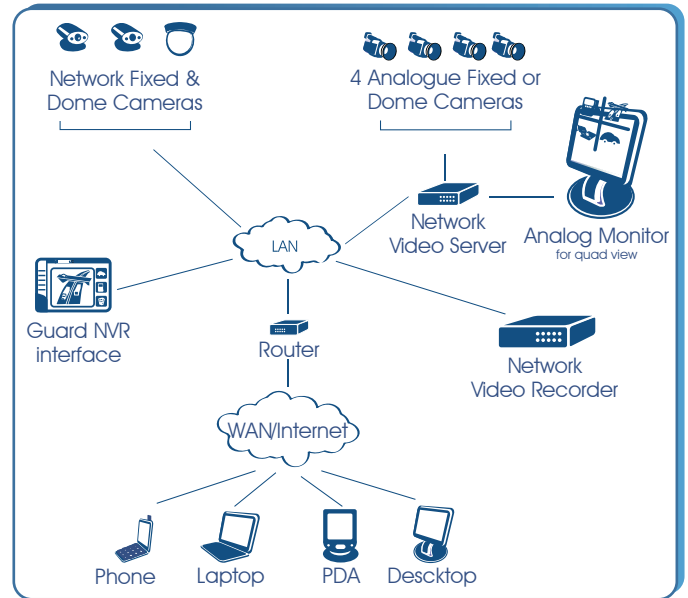 Network Fixed &
Dome Cameras
4 Analogue Fixed or
Dome Cameras
Network
Video Server
Analog Monitor
for quad view
LAN
Guard NVR
interface
Router
Network
Video Recorder
WAN/Internet
Phone
Laptop
PDA
Descktop